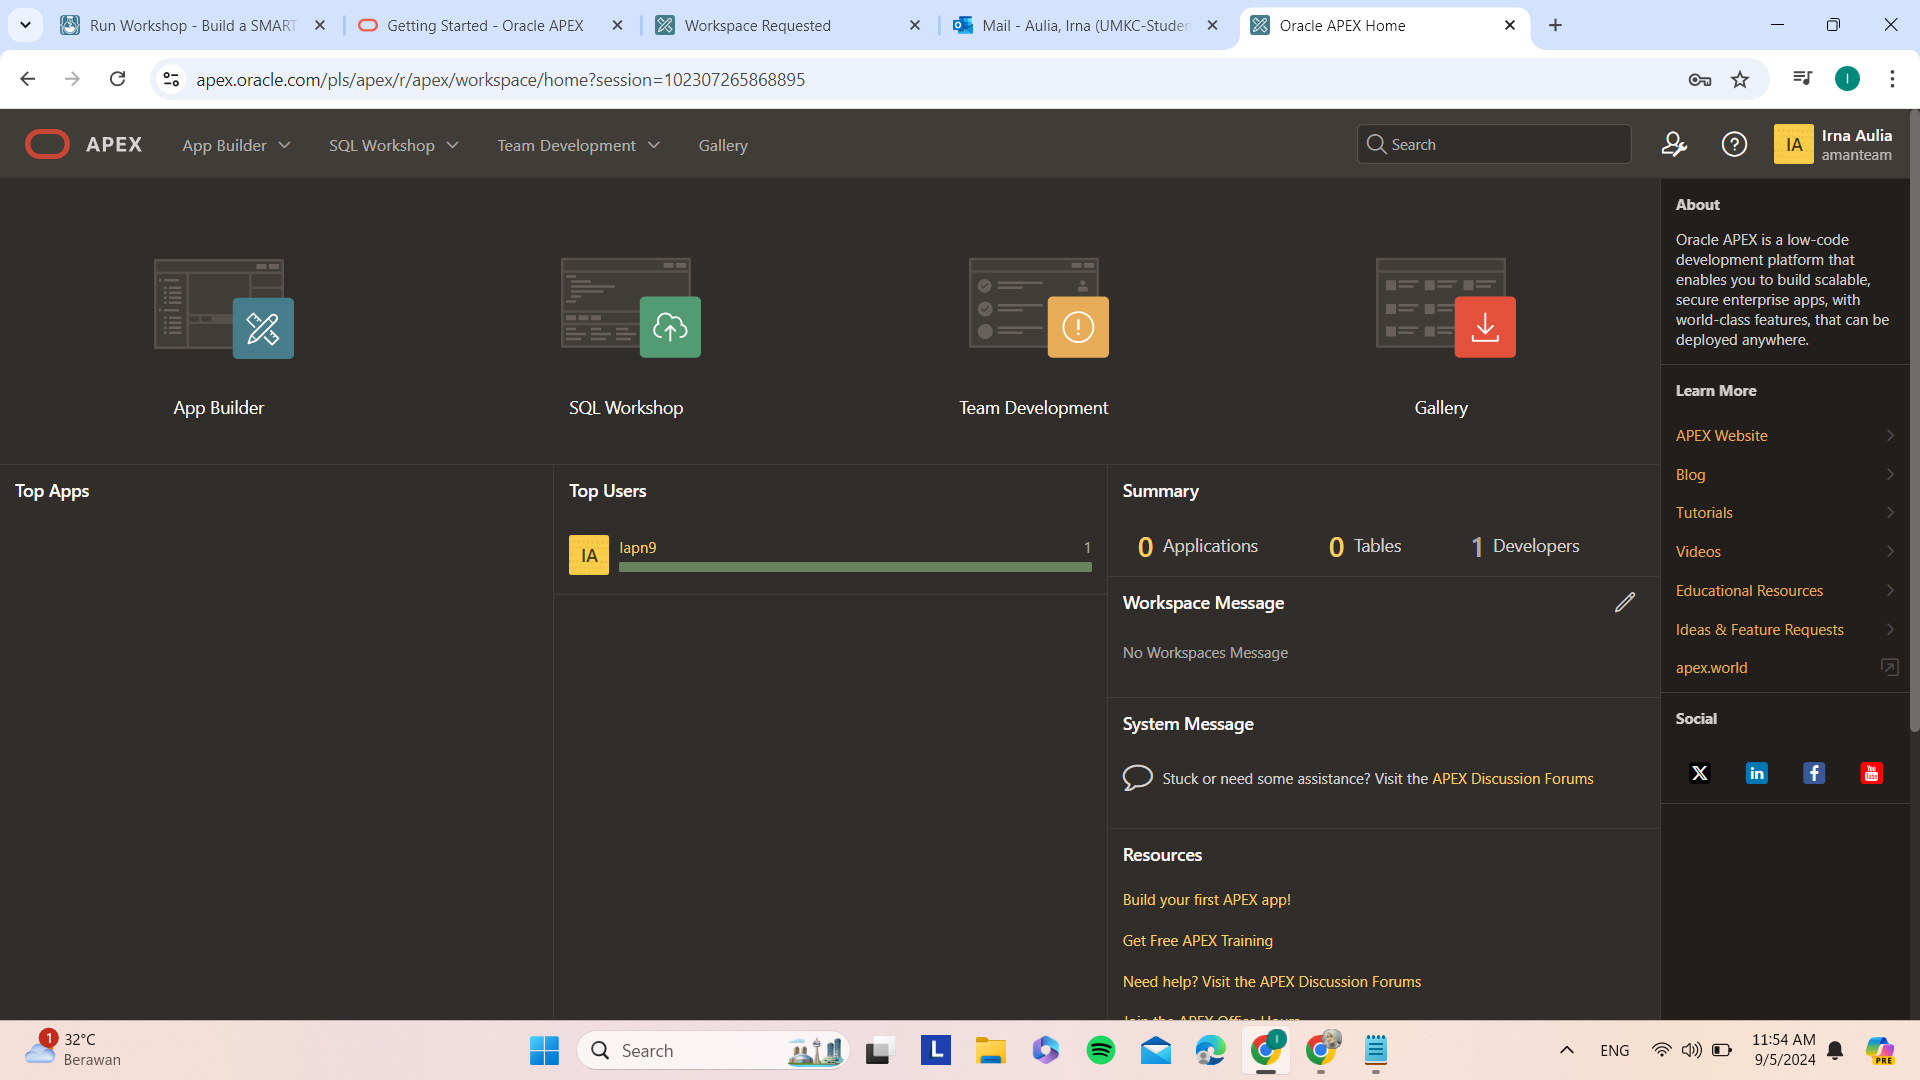 Run Workshop - Build a SMART
Getting Started - Oracle APEX
Workspace Requested
Mail - Aulia, Irna (UMKC-Studen
Oracle APEX Home
apex.oracle.com/pls/apex/r/apex/workspace/home?session=102307265868895
I
APEX
App Builder
SQL Workshop
Team Development
Gallery
Search
IA
Irna Aulia
amanteam
App Builder
SQL Workshop
Team Development
Gallery
About
Oracle APEX is a low-code
development platform that
enables you to build scalable,
secure enterprise apps, with
world-class features, that can be
deployed anywhere.
Learn More
APEX Website
Blog
Tutorials
Videos
Educational Resources
Ideas & Feature Requests
apex.world
Social
Top Apps
Top Users
IA
Iapn9
1
Summary
0 Applications
0 Tables
1 Developers
Workspace Message
No Workspaces Message
System Message
Stuck or need some assistance? Visit the APEX Discussion Forums
Resources
Build your first APEX app!
Get Free APEX Training
Need help? Visit the APEX Discussion Forums
Join the APEX Office Hours
1
32°C
Berawan
Search
L
I
ENG
11:54 AM
9/5/2024
PRE